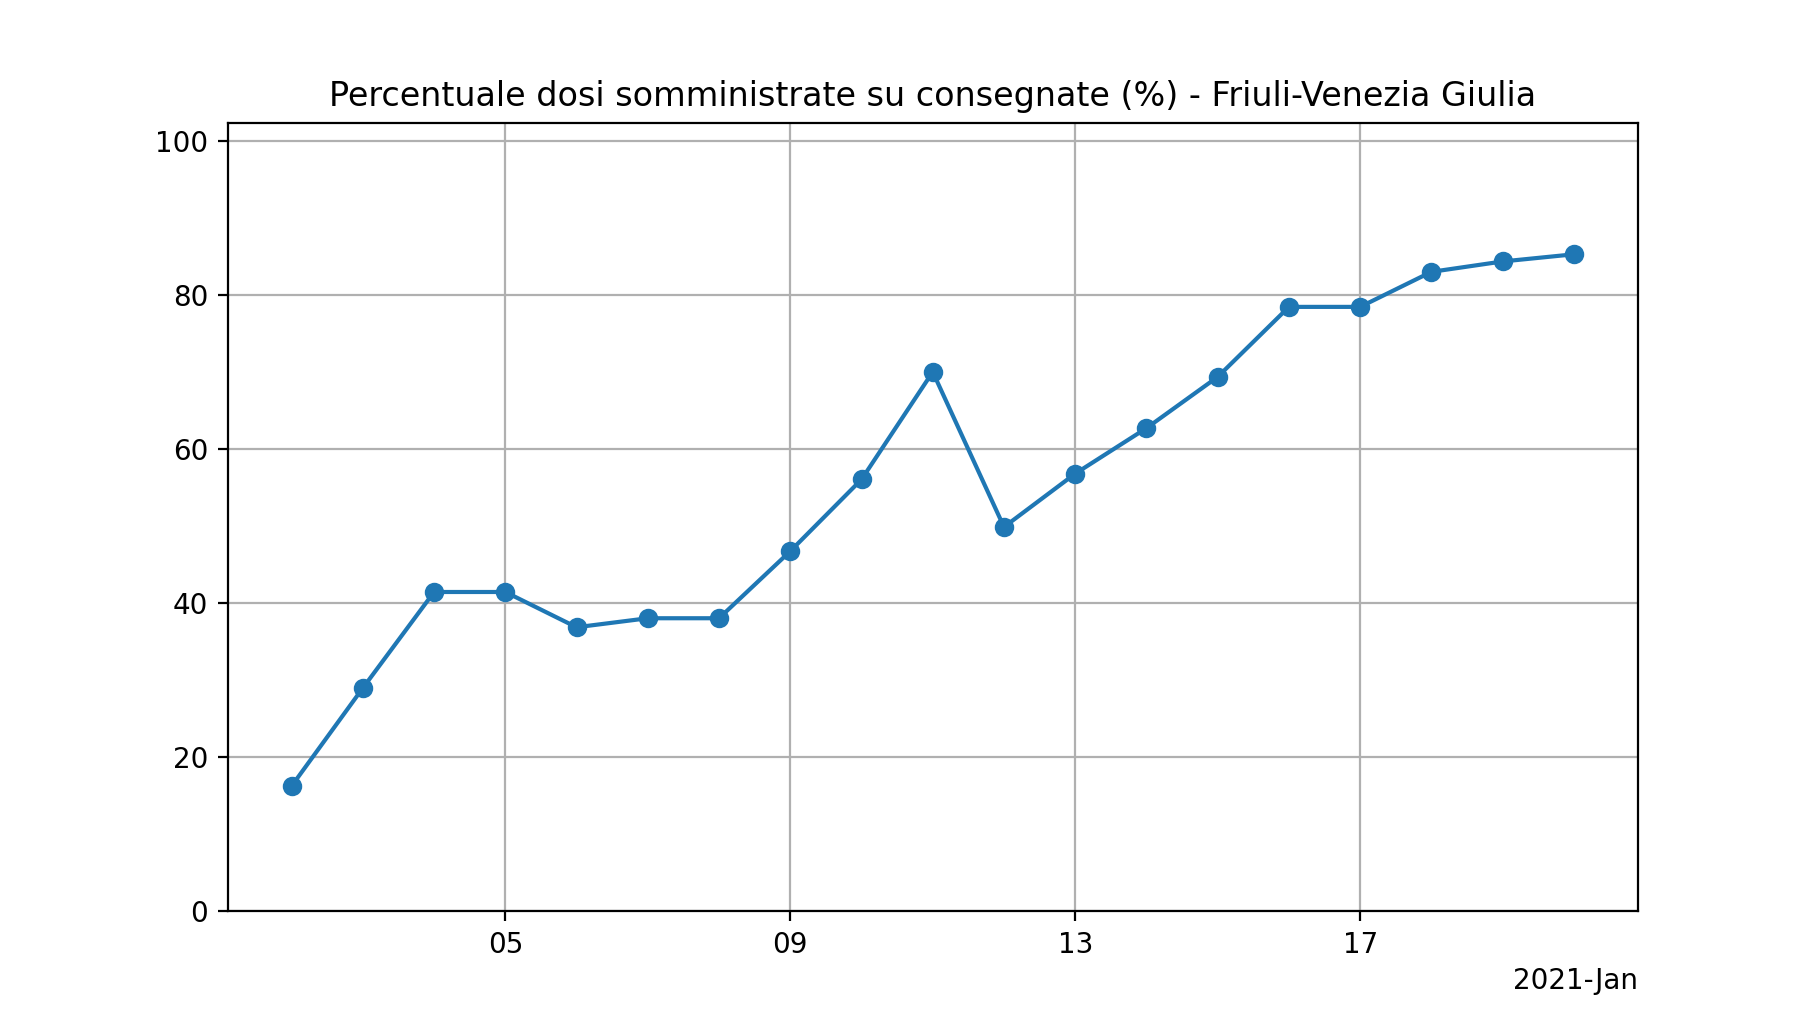 Percentuale dosi somministrate su consegnate (%) - Friuli-Venezia Giulia
100
80
60
40
20
0
05 09 13 17
2021-Jan